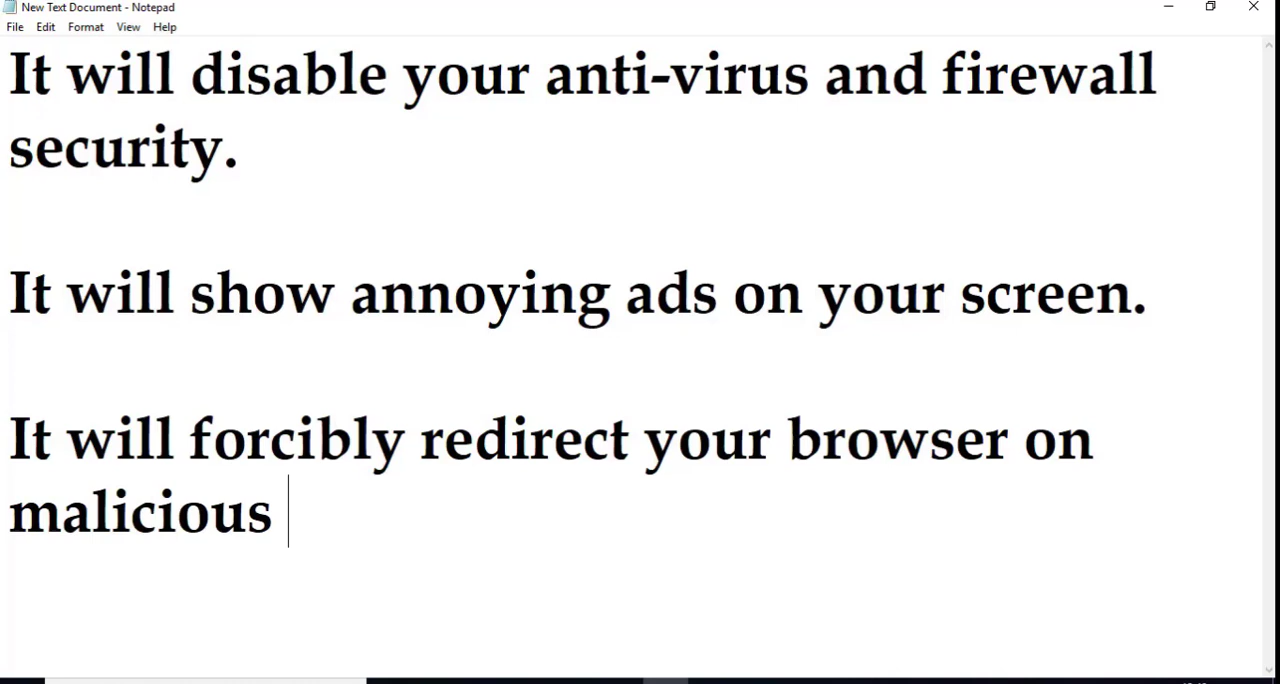 New Text Document - Notepad
File Edit Format View Help
It will disable your anti-virus and firewall
security.
It will show annoying ads on your screen.
It will forcibly redirect your browser on
malicious